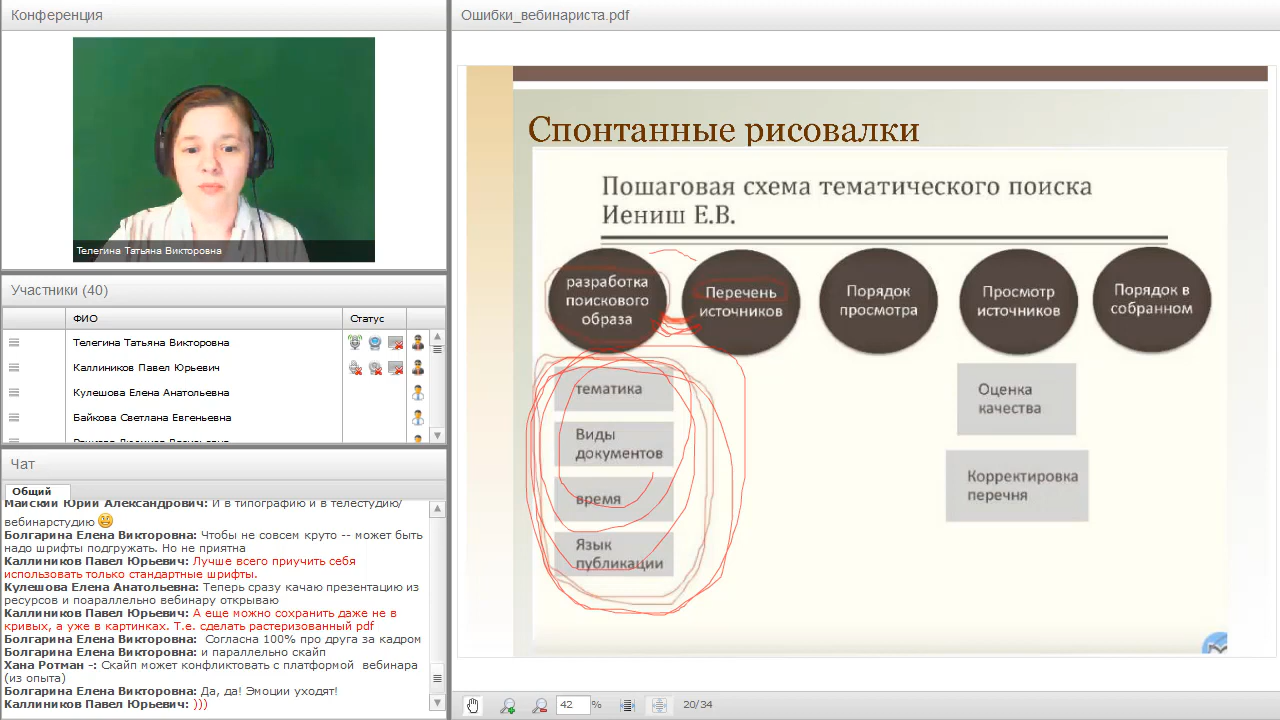 Конференция
Телегина Татьяна Викторовна
Участники (40)
ФИО
Статус
Телегина Татьяна Викторовна
Каллиников Павел Юрьевич
Кулешова Елена Анатольевна
Байкова Светлана Евгеньевна
Чат
Общий
Майский Юрий Александрович: И в типографию и в телестудию/
вебинарстудию
Болгарина Елена Викторовна: Чтобы не совсем круто -- может быть
надо шрифты подгружать. Но не приятна
Каллиников Павел Юрьевич: Лучше всего приучить себя
использовать только стандартные шрифты.
Кулешова Елена Анатольевна: Теперь сразу качаю презентацию из
ресурсов и поараллельно вебинару открываю
Каллиников Павел Юрьевич: А еще можно сохранить даже не в
кривых, а уже в картинках. Т.е. сделать растеризованный pdf
Болгарина Елена Викторовна: Согласна 100% про друга за кадром
Болгарина Елена Викторовна: и параллельно скайп
Хана Ротман -: Скайп может конфликтовать с платформой вебинара
(из опыта)
Болгарина Елена Викторовна: Да, да! Эмоции уходят!
Каллиников Павел Юрьевич: )))
Ошибки_вебинариста.pdf
Спонтанные рисовалки
Пошаговая схема тематического поиска
Иениш Е.В.
разработка
поискового
образа
Перечень
источников
Порядок
просмотра
Просмотр
источников
Порядок в
собранном
тематика
Виды
документов
время
Язык
публикации
Оценка
качества
Корректировка
перечня
42 %
20/34